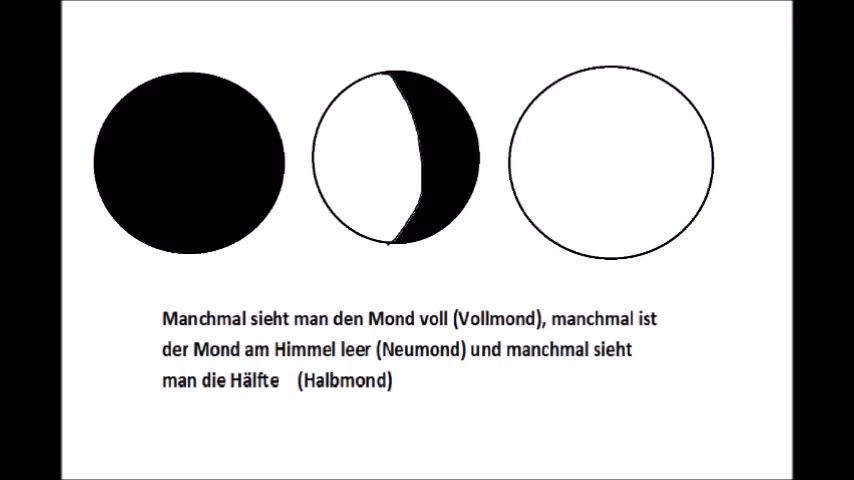 Manchmal sieht man den Mond voll (Vollmond), manchmal ist
der Mond am Himmel leer (Neumond) und manchmal sieht
man die Hälfte (Halbmond)